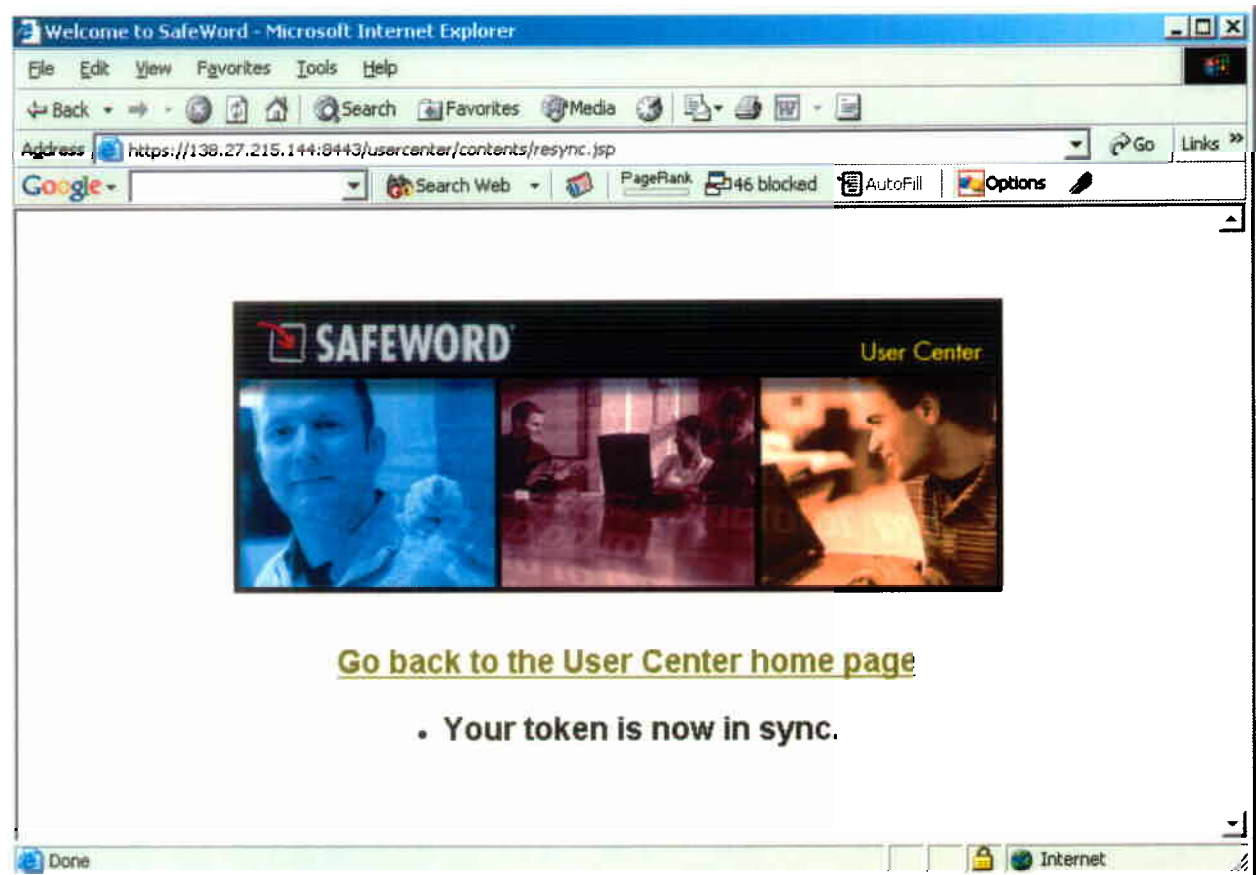 Welcome to SafeWord - Microsoft Internet Explorer
File Edit View Favorites Tools Help
Back Search Favorites Media
Address https://138.27.215.144:8443/usercenter/contents/resync.jsp Go Links »
Google Search Web PageRank 46 blocked AutoFill Options
SAFEWORD
User Center
Go back to the User Center home page
• Your token is now in sync.
Done Internet